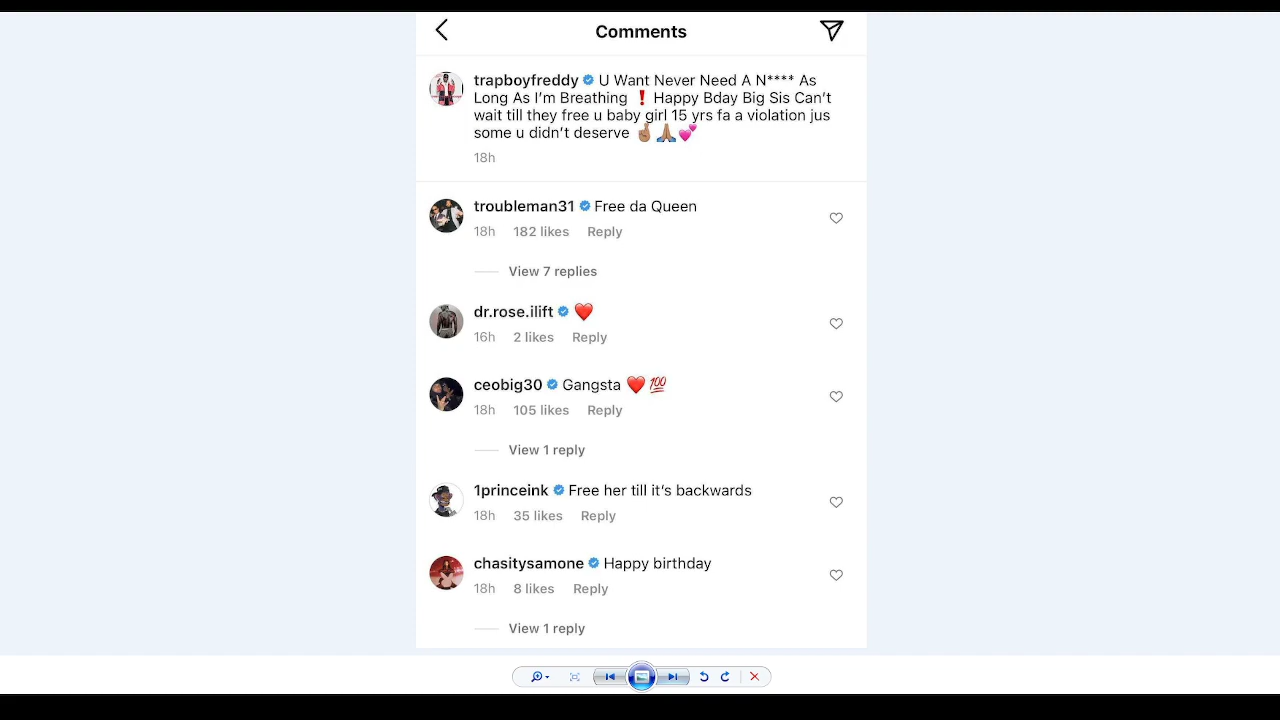 Comments
trapboyfreddy U Want Never Need A N**** As
Long As I'm Breathing ❗ Happy Bday Big Sis Can't
wait till they free u baby girl 15 yrs fa a violation jus
some u didn't deserve 🤞🏽🙏🏽💕
18h
troubleman31 Free da Queen
18h 182 likes Reply
View 7 replies
dr.rose.ilift ❤️
16h 2 likes Reply
ceobig30 Gangsta ❤️💯
18h 105 likes Reply
View 1 reply
1princeink Free her till it's backwards
18h 35 likes Reply
chasitysamone Happy birthday
18h 8 likes Reply
View 1 reply